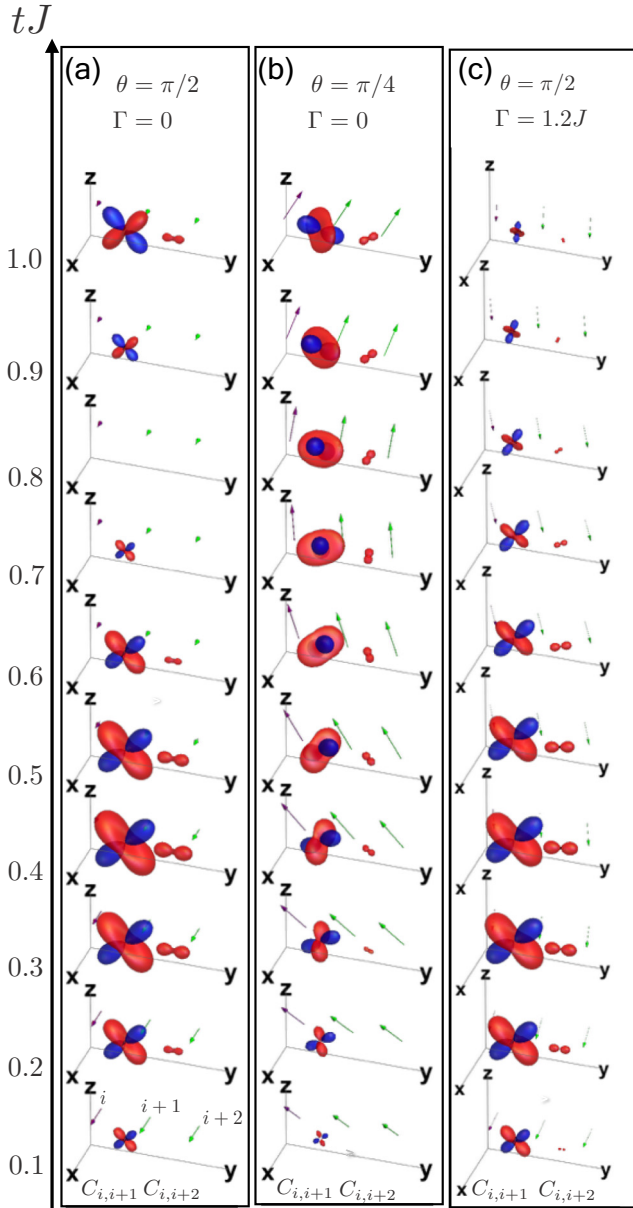 tJ
(a) θ = π/2
Γ = 0
(b) θ = π/4
Γ = 0
(c) θ = π/2
Γ = 1.2J
1.0
0.9
0.8
0.7
0.6
0.5
0.4
0.3
0.2
0.1
z
x
y
z
x
y
z
x
y
z
x
y
z
x
y
z
x
y
z
x
y
z
x
y
z
x
y
z
i
i+1
i+2
x
y
C_{i,i+1} C_{i,i+2}
z
x
y
z
x
y
z
x
y
z
x
y
z
x
y
z
x
y
z
x
y
z
x
y
z
x
y
z
x
y
C_{i,i+1} C_{i,i+2}
z
x
y
z
x
y
z
x
y
z
x
y
z
x
y
z
x
y
z
x
y
z
x
y
z
x
y
z
x
y
C_{i,i+1} C_{i,i+2}